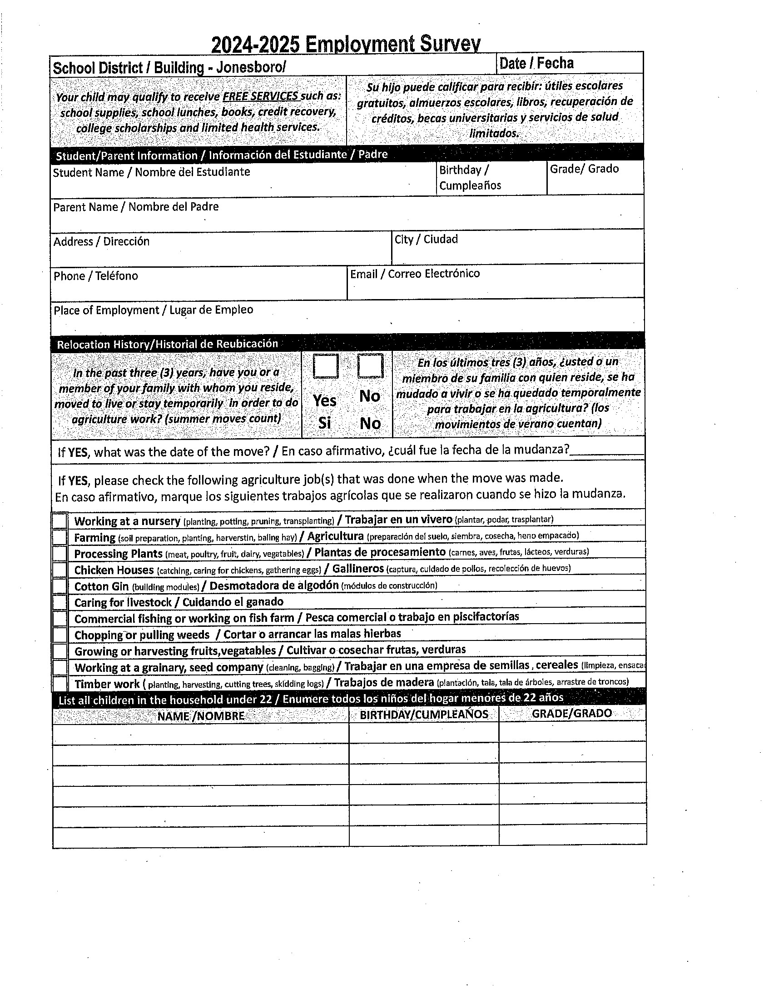 2024-2025 Employment Survey
School District / Building - Jonesboro/
Date / Fecha
Your child may qualify to receive FREE SERVICES such as:
school supplies, school lunches, books, credit recovery,
college scholarships and limited health services.
Su hijo puede calificar para recibir: útiles escolares
gratuitos, almuerzos escolares, libros, recuperación de
créditos, becas universitarias y servicios de salud
limitados.
Student/Parent Information / Información del Estudiante / Padre
Student Name / Nombre del Estudiante
Birthday /
Cumpleaños
Grade/ Grado
Parent Name / Nombre del Padre
Address / Dirección
City / Ciudad
Phone / Teléfono
Email / Correo Electrónico
Place of Employment / Lugar de Empleo
Relocation History/Historial de Reubicación
In the past three (3) years, have you or a
member of your family with whom you reside,
moved to live or stay temporarily in order to do
agriculture work? (summer moves count)
Yes No
Si No
En los últimos tres (3) años, ¿usted o un
miembro de su familia con quien reside, se ha
mudado a vivir o se ha quedado temporalmente
para trabajar en la agricultura? (los
movimientos de verano cuentan)
If YES, what was the date of the move? / En caso afirmativo, ¿cuál fue la fecha de la mudanza?
If YES, please check the following agriculture job(s) that was done when the move was made.
En caso afirmativo, marque los siguientes trabajos agrícolas que se realizaron cuando se hizo la mudanza.
Working at a nursery (planting, potting, pruning, transplanting) / Trabajar en un vivero (plantar, podar, trasplantar)
Farming (soil preparation, planting, harverstin, baling hay) / Agricultura (preparación del suelo, siembra, cosecha, heno empacado)
Processing Plants (meat, poultry, fruit, dairy, vegatables) / Plantas de procesamiento (carnes, aves, frutas, lácteos, verduras)
Chicken Houses (catching, caring for chickens, gathering eggs) / Gallineros (captura, cuidado de pollos, recolección de huevos)
Cotton Gin (building modules) / Desmotadora de algodón (módulos de construcción)
Caring for livestock / Cuidando el ganado
Commercial fishing or working on fish farm / Pesca comercial o trabajo en piscifactorías
Chopping or pulling weeds / Cortar o arrancar las malas hierbas
Growing or harvesting fruits,vegatables / Cultivar o cosechar frutas, verduras
Working at a grainary, seed company (cleaning, bagging) / Trabajar en una empresa de semillas , cereales (limpieza, ensaca
Timber work ( planting, harvesting, cutting trees, skidding logs) / Trabajos de madera (plantación, tala, tala de árboles, arrastre de troncos)
List all children in the household under 22 / Enumere todos los niños del hogar menores de 22 años
NAME /NOMBRE
BIRTHDAY/CUMPLEAÑOS
GRADE/GRADO